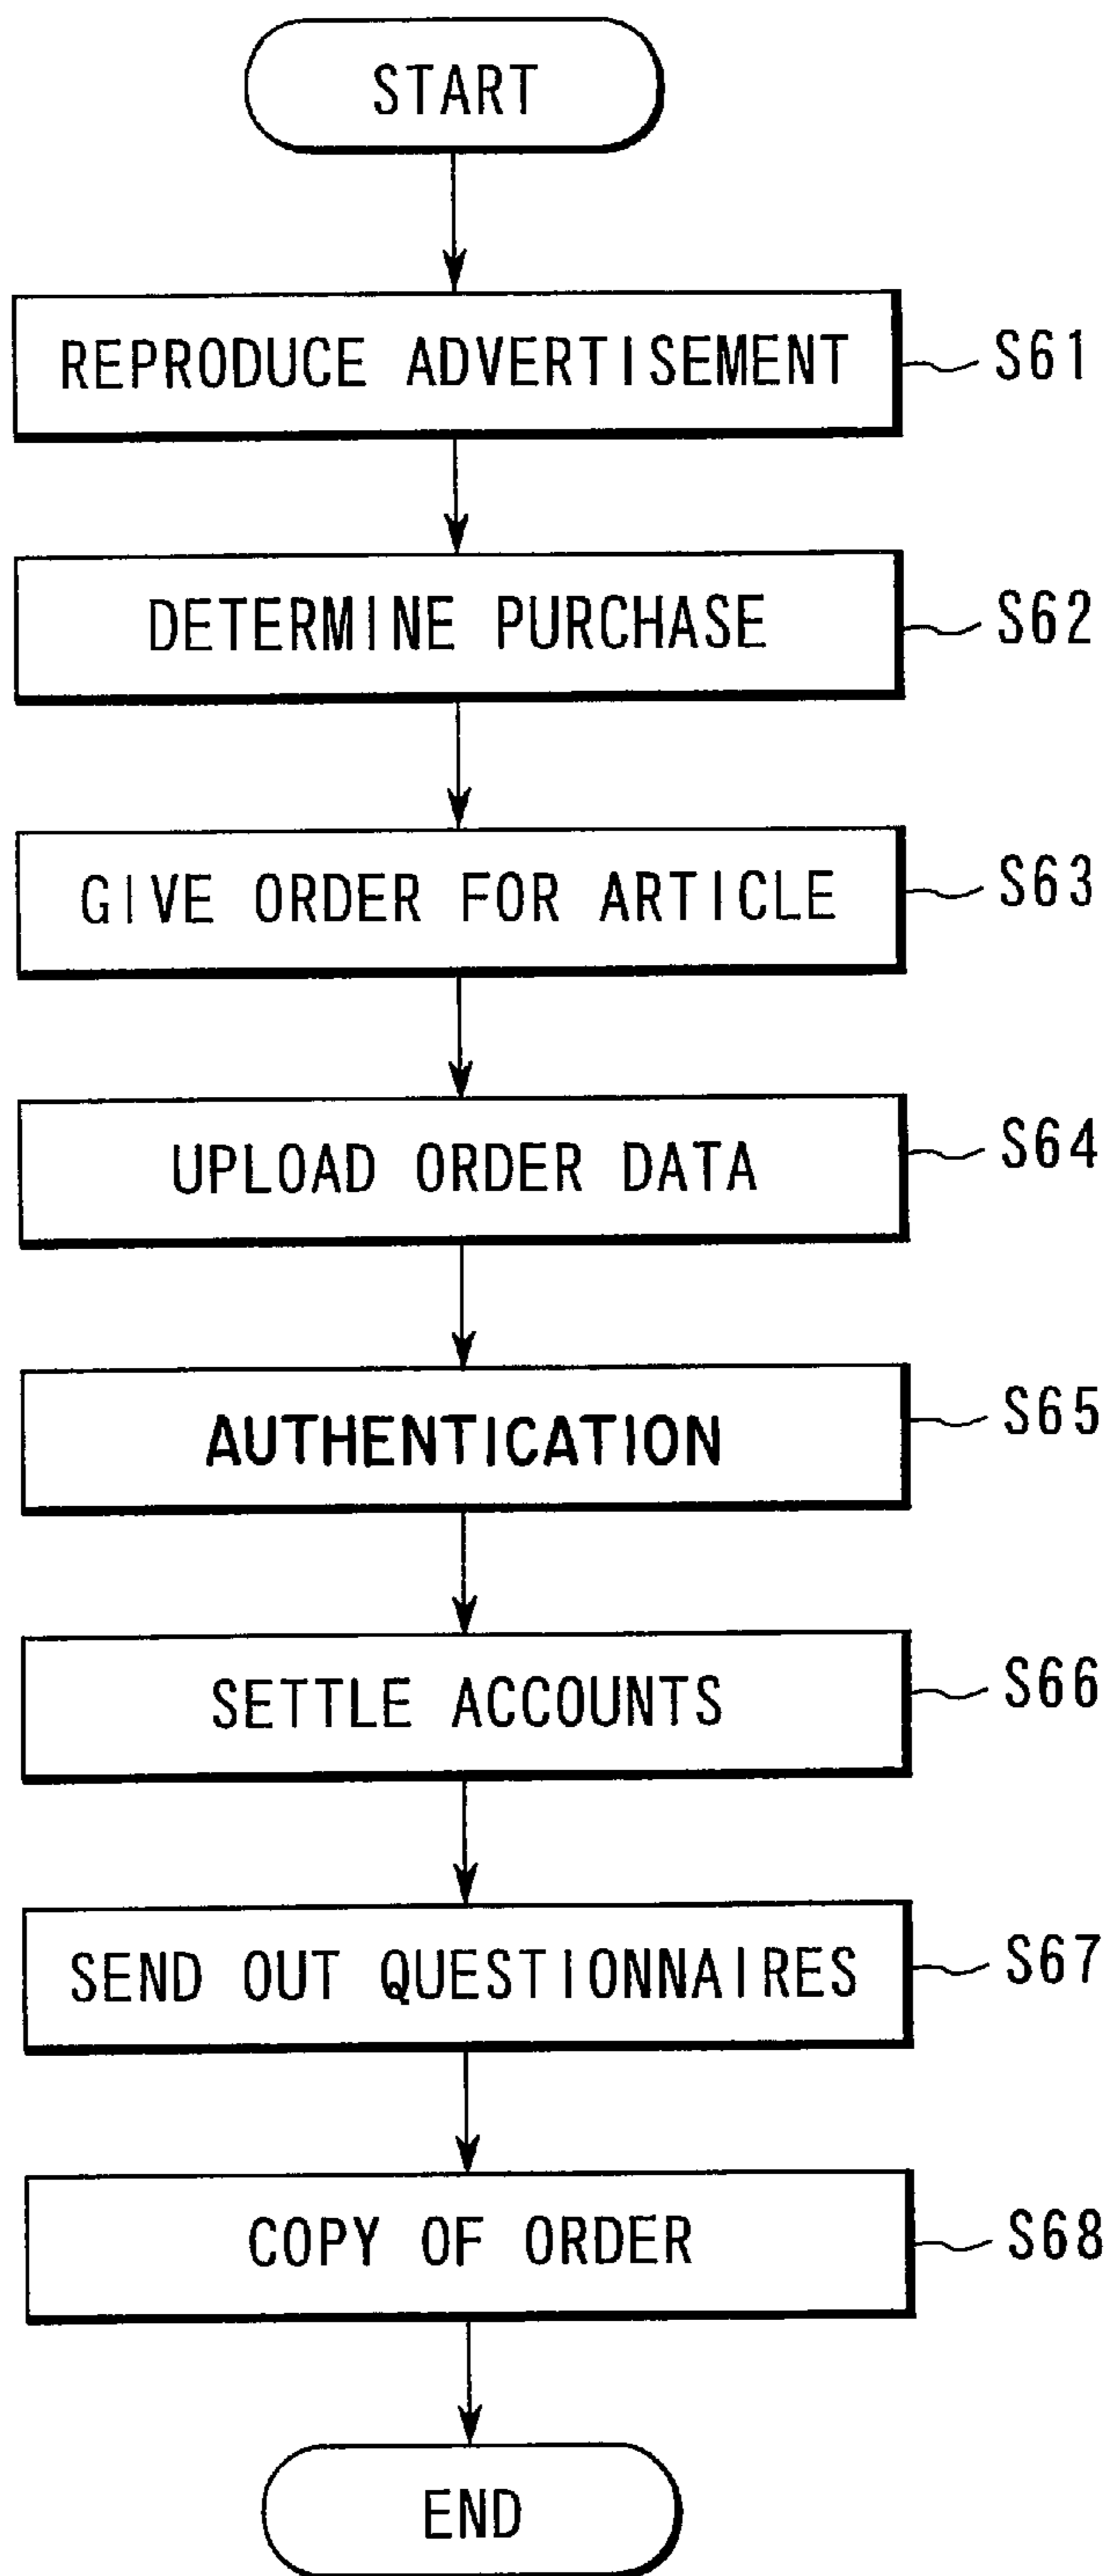 START
REPRODUCE ADVERTISEMENT
S61
DETERMINE PURCHASE
S62
GIVE ORDER FOR ARTICLE
S63
UPLOAD ORDER DATA
S64
AUTHENTICATION
S65
SETTLE ACCOUNTS
S66
SEND OUT QUESTIONNAIRES
S67
COPY OF ORDER
S68
END